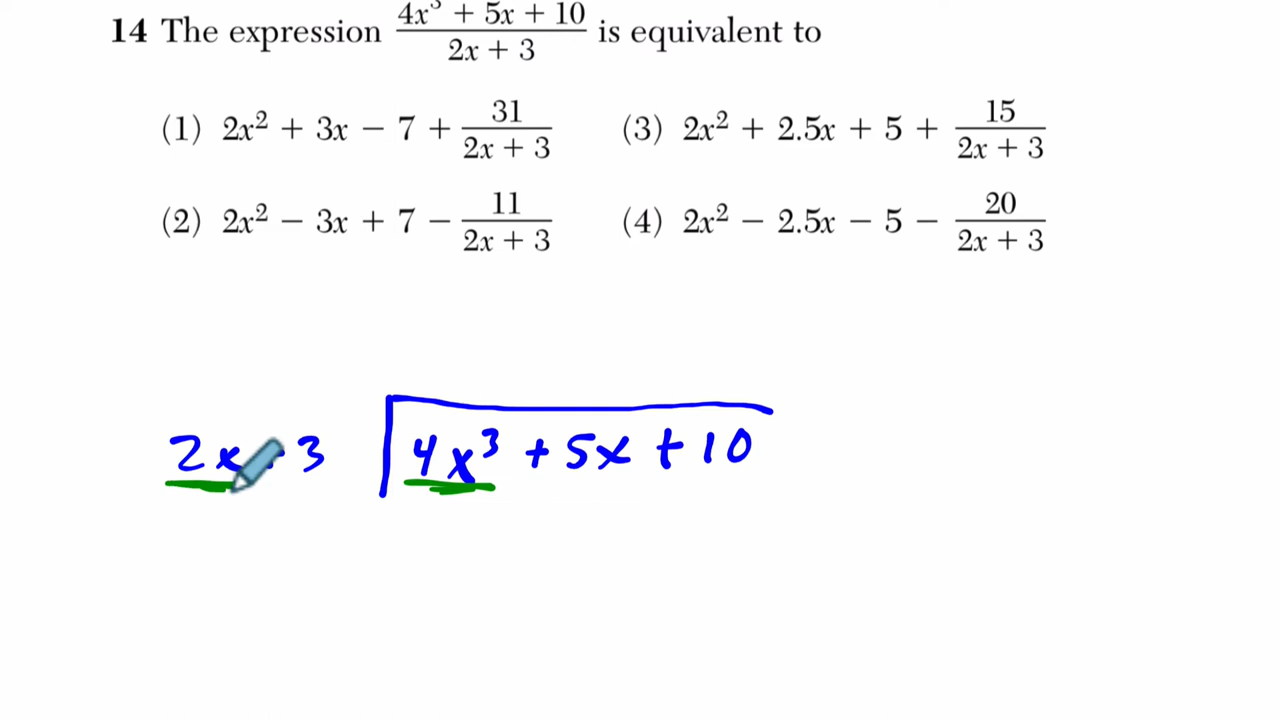 14 The expression (4x³ + 5x + 10)/(2x + 3) is equivalent to
(1) 2x² + 3x − 7 + 31/(2x + 3) (3) 2x² + 2.5x + 5 + 15/(2x + 3)
(2) 2x² − 3x + 7 − 11/(2x + 3) (4) 2x² − 2.5x − 5 − 20/(2x + 3)
2x + 3 4x³ + 5x + 10